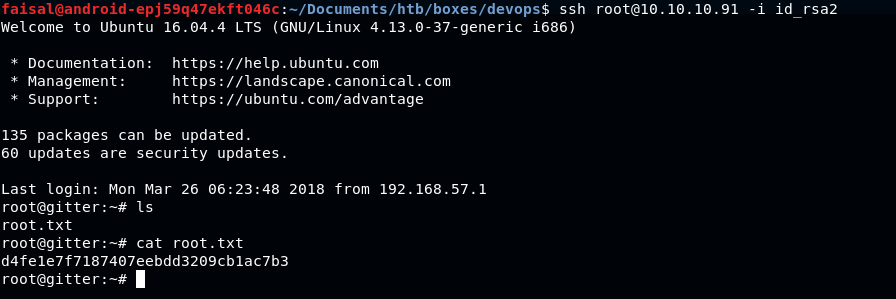 faisal@android-epj59q47ekft046c:~/Documents/htb/boxes/devops$ ssh root@10.10.10.91 -i id_rsa2
Welcome to Ubuntu 16.04.4 LTS (GNU/Linux 4.13.0-37-generic i686)
* Documentation:  https://help.ubuntu.com
* Management:     https://landscape.canonical.com
* Support:        https://ubuntu.com/advantage
135 packages can be updated.
60 updates are security updates.
Last login: Mon Mar 26 06:23:48 2018 from 192.168.57.1
root@gitter:~# ls
root.txt
root@gitter:~# cat root.txt
d4fe1e7f7187407eebdd3209cb1ac7b3
root@gitter:~#